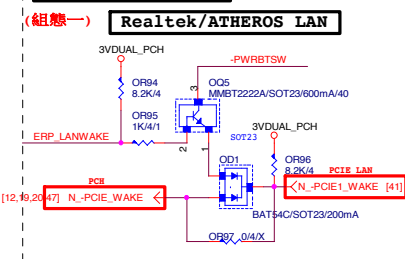 (組態一)
Realtek/ATHEROS LAN
3VDUAL_PCH
-PWRBTSW
OR94
8.2K/4
3
OQ5
MMBT2222A/SOT23/600mA/40
OR95
1K/4/1
ERP_LANWAKE
2
1
SOT23
3VDUAL_PCH
OD1
OR96
8.2K/4
PCH
PCIE LAN
[12,19,20,47] N_-PCIE_WAKE
N_-PCIE1_WAKE [41]
BAT54C/SOT23/200mA
OR97 0/4/X